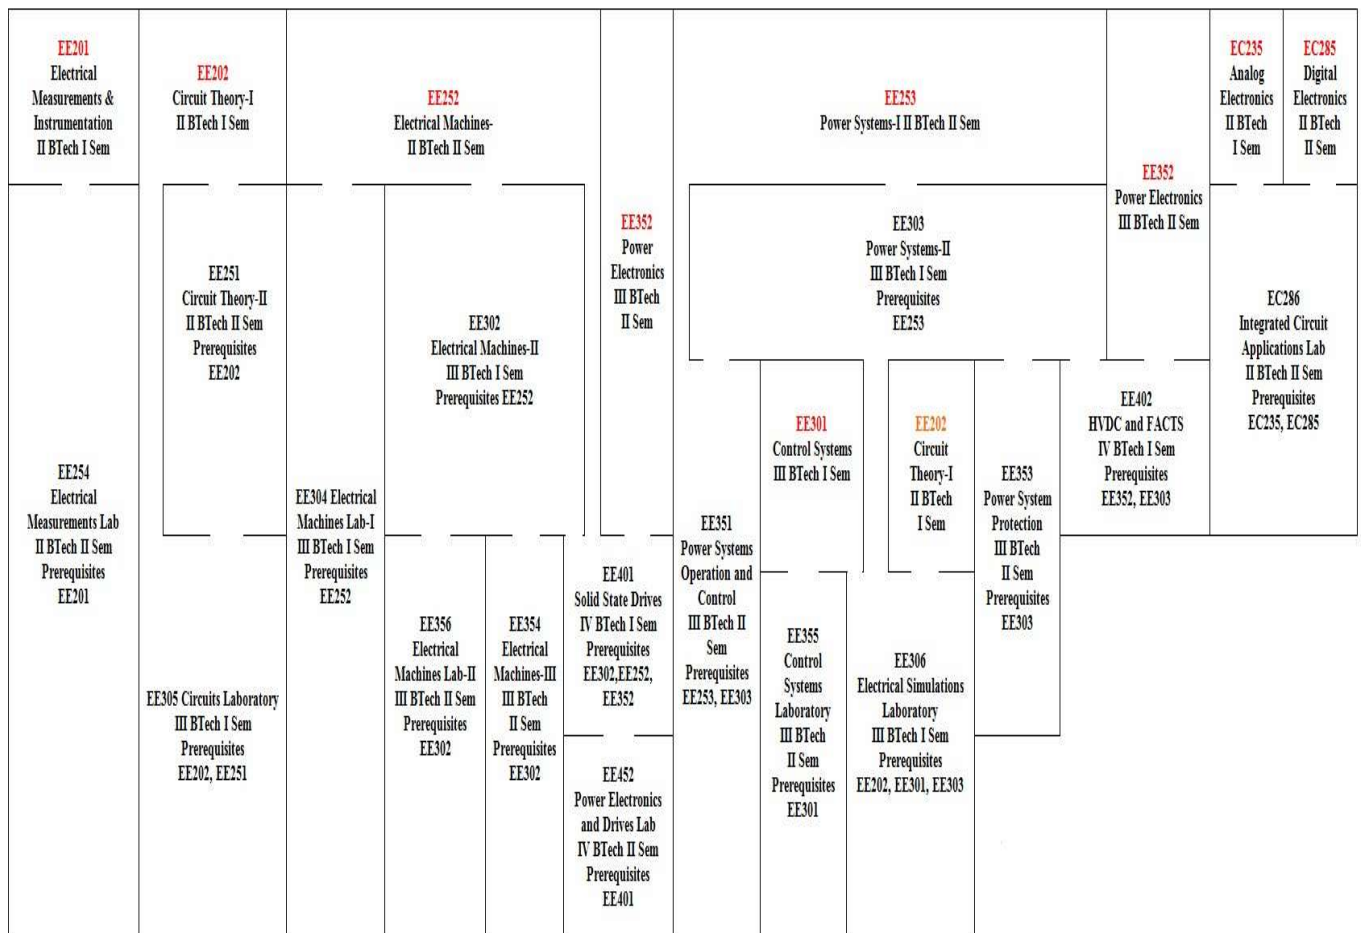 EE201
Electrical
Measurements &
Instrumentation
II BTech I Sem
EE202
Circuit Theory-I
II BTech I Sem
EE252
Electrical Machines-
II BTech II Sem
EE352
Power
Electronics
III BTech
II Sem
EE253
Power Systems-I II BTech II Sem
EE352
Power Electronics
III BTech II Sem
EC235
Analog
Electronics
II BTech
I Sem
EC285
Digital
Electronics
II BTech
II Sem
EE254
Electrical
Measurements Lab
II BTech II Sem
Prerequisites
EE201
EE251
Circuit Theory-II
II BTech II Sem
Prerequisites
EE202
EE305 Circuits Laboratory
III BTech I Sem
Prerequisites
EE202, EE251
EE304 Electrical
Machines Lab-I
III BTech I Sem
Prerequisites
EE252
EE302
Electrical Machines-II
III BTech I Sem
Prerequisites EE252
EE356
Electrical
Machines Lab-II
III BTech II Sem
Prerequisites
EE302
EE354
Electrical
Machines-III
III BTech
II Sem
Prerequisites
EE302
EE401
Solid State Drives
IV BTech I Sem
Prerequisites
EE302,EE252,
EE352
EE452
Power Electronics
and Drives Lab
IV BTech II Sem
Prerequisites
EE401
EE303
Power Systems-II
III BTech I Sem
Prerequisites
EE253
EE351
Power Systems
Operation and
Control
III BTech II
Sem
Prerequisites
EE253, EE303
EE301
Control Systems
III BTech I Sem
EE355
Control
Systems
Laboratory
III BTech
II Sem
Prerequisites
EE301
EE202
Circuit
Theory-I
II BTech
I Sem
EE306
Electrical Simulations
Laboratory
III BTech I Sem
Prerequisites
EE202, EE301, EE303
EE353
Power System
Protection
III BTech
II Sem
Prerequisites
EE303
EE402
HVDC and FACTS
IV BTech I Sem
Prerequisites
EE352, EE303
EC286
Integrated Circuit
Applications Lab
II BTech II Sem
Prerequisites
EC235, EC285